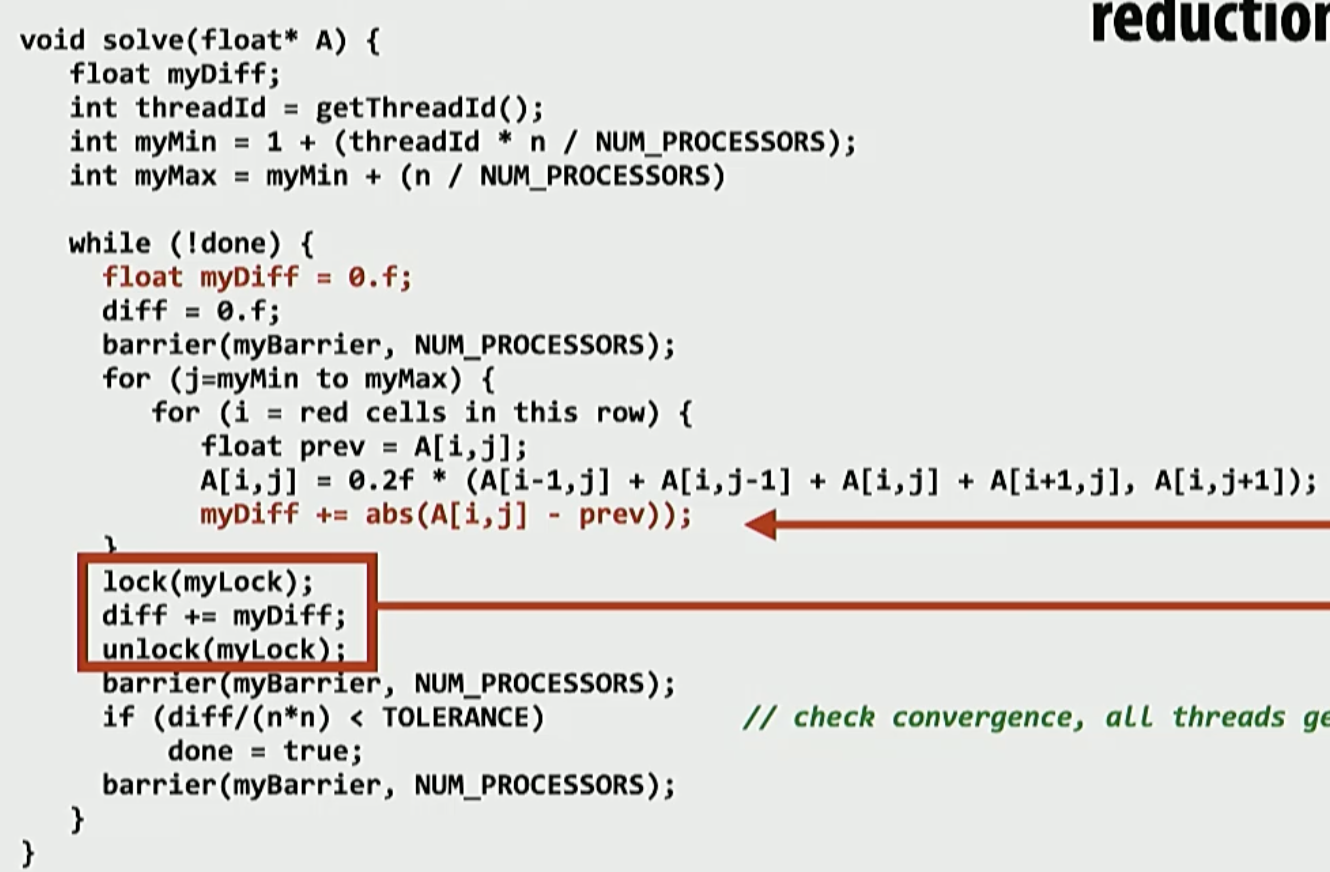 reduction
void solve(float* A) {
float myDiff;
int threadId = getThreadId();
int myMin = 1 + (threadId * n / NUM_PROCESSORS);
int myMax = myMin + (n / NUM_PROCESSORS)
while (!done) {
float myDiff = 0.f;
diff = 0.f;
barrier(myBarrier, NUM_PROCESSORS);
for (j=myMin to myMax) {
for (i = red cells in this row) {
float prev = A[i,j];
A[i,j] = 0.2f * (A[i-1,j] + A[i,j-1] + A[i,j] + A[i+1,j], A[i,j+1]);
myDiff += abs(A[i,j] - prev));
}
lock(myLock);
diff += myDiff;
unlock(myLock);
barrier(myBarrier, NUM_PROCESSORS);
if (diff/(n*n) < TOLERANCE) // check convergence, all threads ge
done = true;
barrier(myBarrier, NUM_PROCESSORS);
}
}